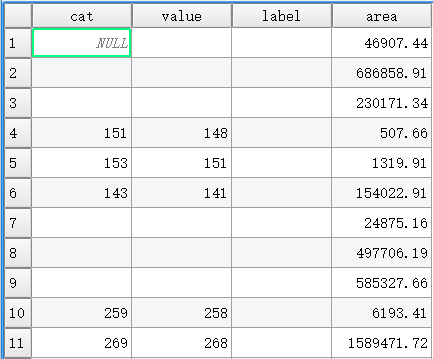 cat value label area
1 NULL 46907.44
2 686858.91
3 230171.34
4 151 148 507.66
5 153 151 1319.91
6 143 141 154022.91
7 24875.16
8 497706.19
9 585327.66
10 259 258 6193.41
11 269 268 1589471.72